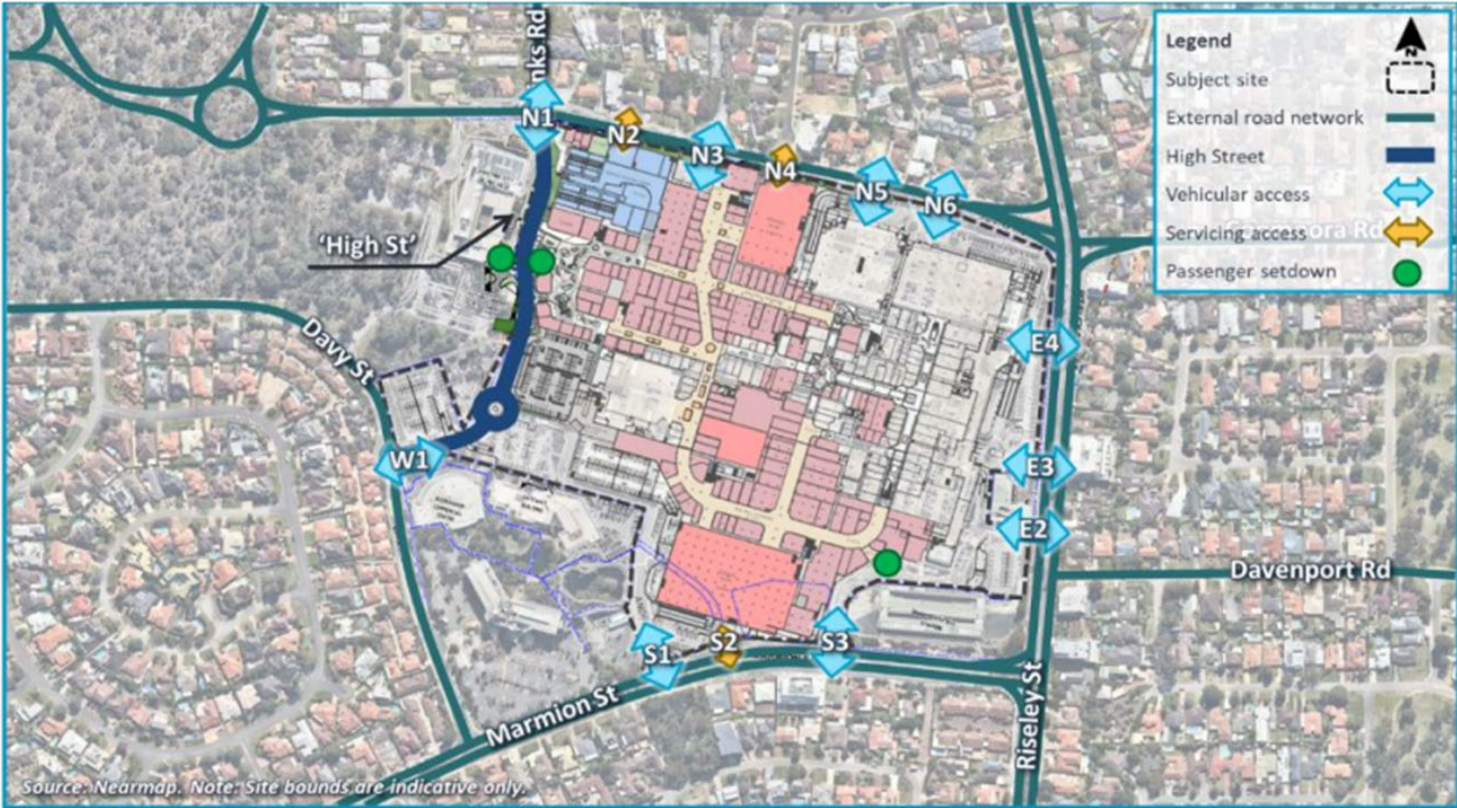 nks Rd
Legend
N
Subject site
External road network
High Street
Vehicular access
Servicing access
Passenger setdown
N1
N2
N3
N4
N5
N6
'High St'
Davy St
E4
W1
E3
E2
Davenport Rd
S1
S2
S3
Marmion St
Riseley St
Source: Nearmap. Note: Site bounds are indicative only.